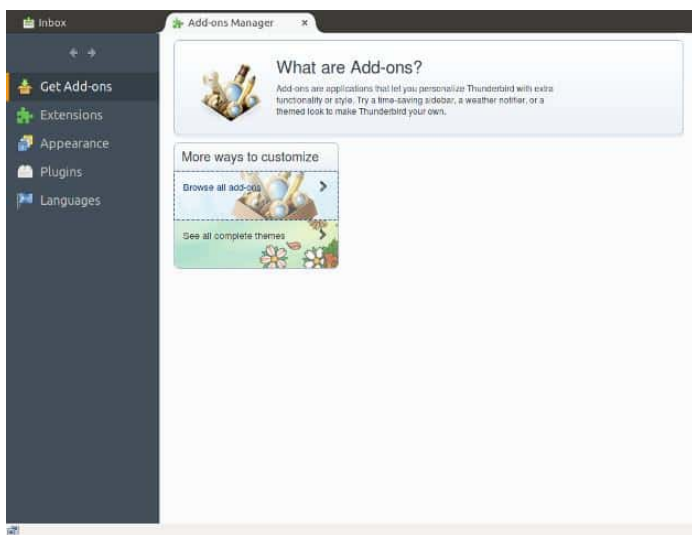 Inbox
Add-ons Manager
Get Add-ons
Extensions
Appearance
Plugins
Languages
What are Add-ons?
Add-ons are applications that let you personalize Thunderbird with extra
functionality or style. Try a time-saving sidebar, a weather notifier, or a
themed look to make Thunderbird your own.
More ways to customize
Browse all add-ons
See all complete themes